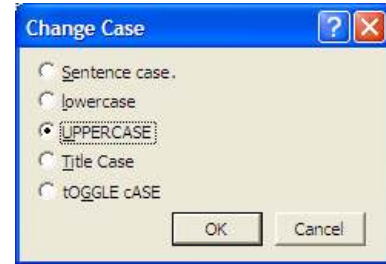 Change Case
Sentence case.
lowercase
UPPERCASE
Title Case
tOGGLE cASE
OK Cancel